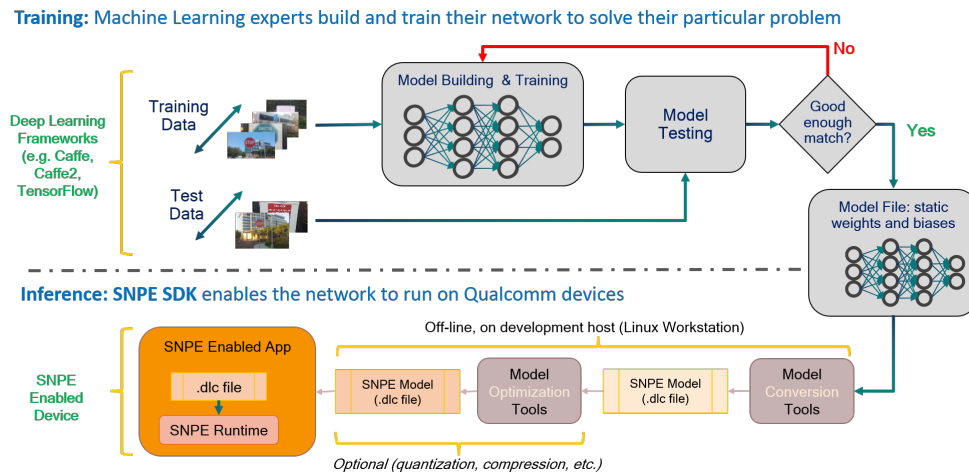 Training: Machine Learning experts build and train their network to solve their particular problem
No
Model Building & Training
Training
Data
Deep Learning
Frameworks
(e.g. Caffe,
Caffe2,
TensorFlow)
Model
Testing
Good
enough
match?
Yes
Test
Data
Model File: static
weights and biases
Inference: SNPE SDK enables the network to run on Qualcomm devices
Off-line, on development host (Linux Workstation)
SNPE
Enabled
Device
SNPE Enabled App
.dlc file
SNPE Runtime
SNPE Model
(.dlc file)
Model
Optimization
Tools
SNPE Model
(.dlc file)
Model
Conversion
Tools
Optional (quantization, compression, etc.)